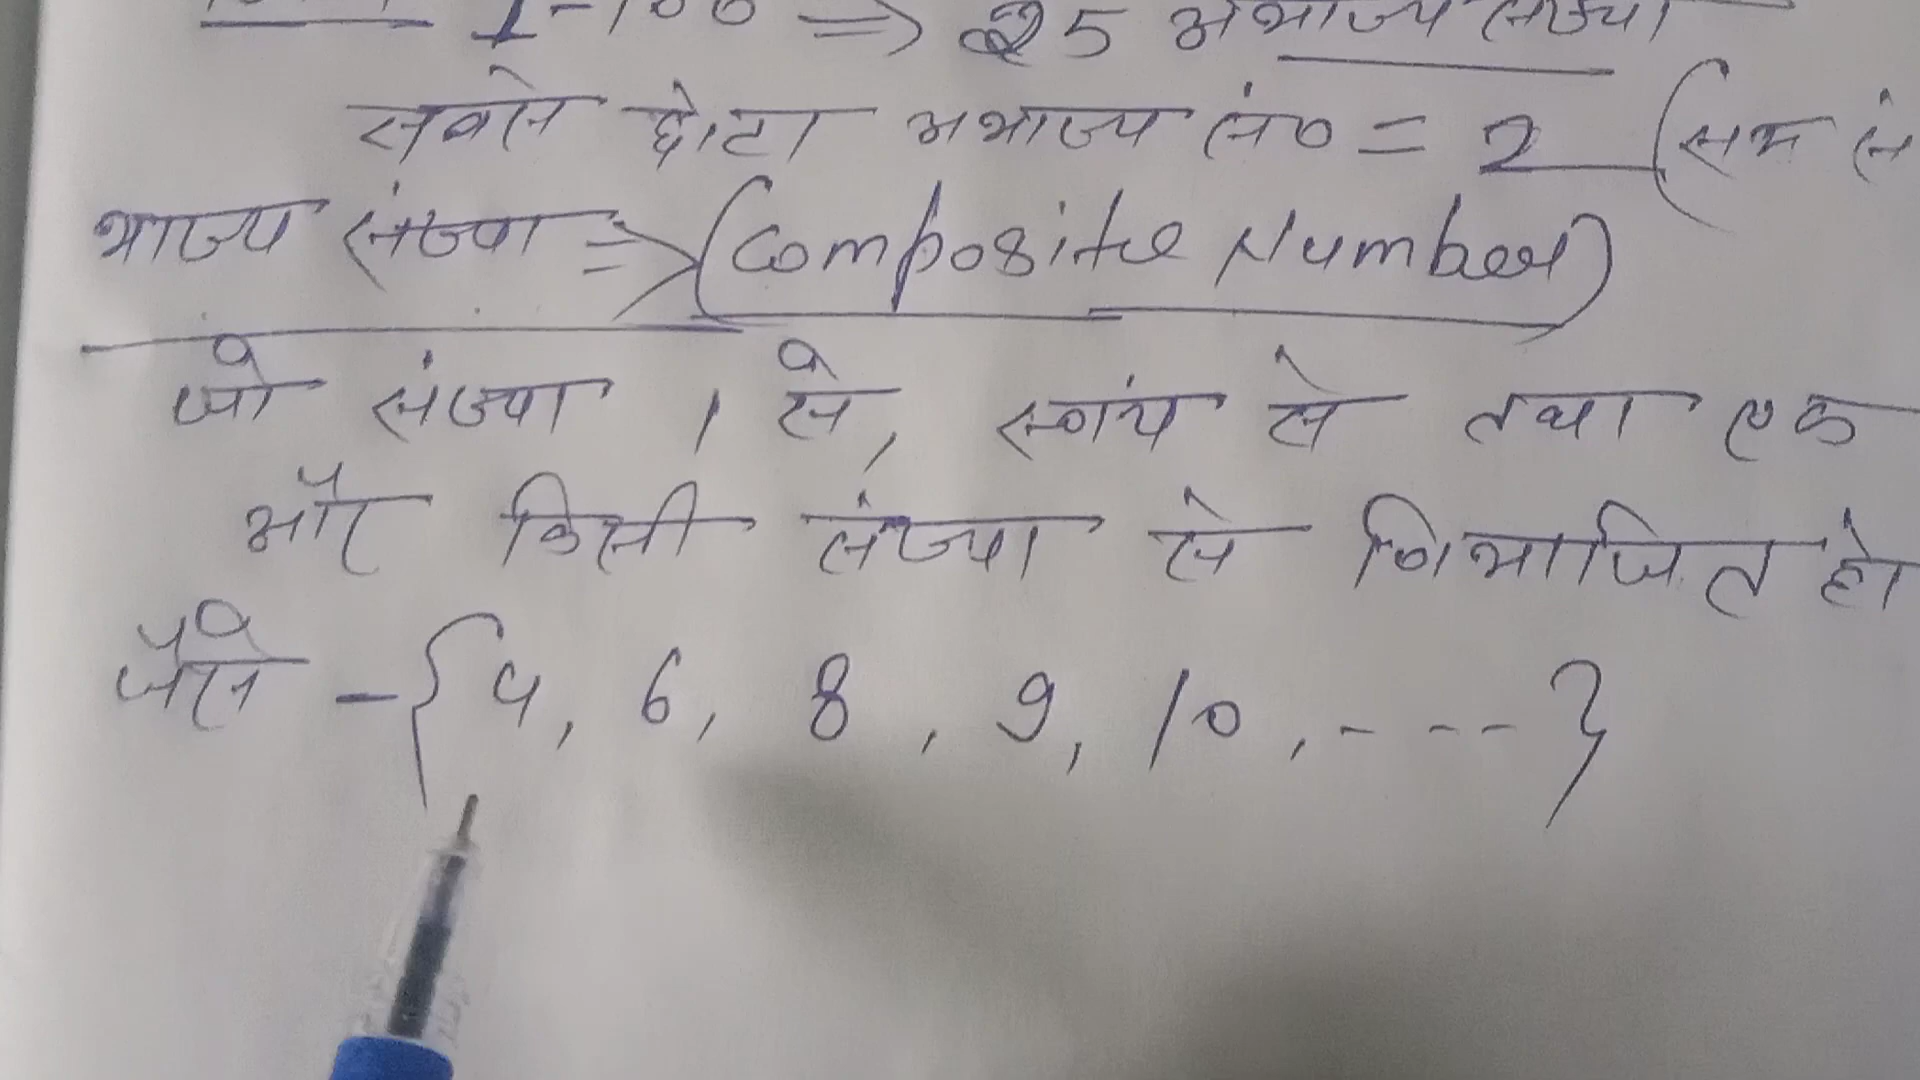 1-100 => 25 अभाज्य संख्या
सबसे छोटा अभाज्य सं० = 2 (सम सं
भाज्य संख्या => (Composite Number)
जो संख्या 1 से, स्वंय से तथा एक
और किसी संख्या से विभाजित हो
जैसे - {4, 6, 8, 9, 10, ----}